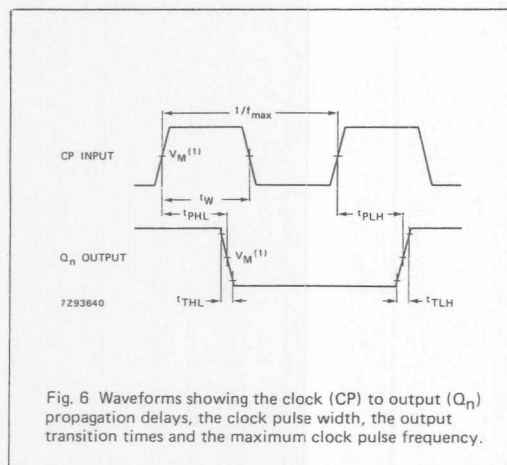 1/fmax
CP INPUT
VM(1)
tW
tPHL
tPLH
Qn OUTPUT
VM(1)
tTHL
tTLH
7Z93640
Fig. 6 Waveforms showing the clock (CP) to output (Qn)
propagation delays, the clock pulse width, the output
transition times and the maximum clock pulse frequency.